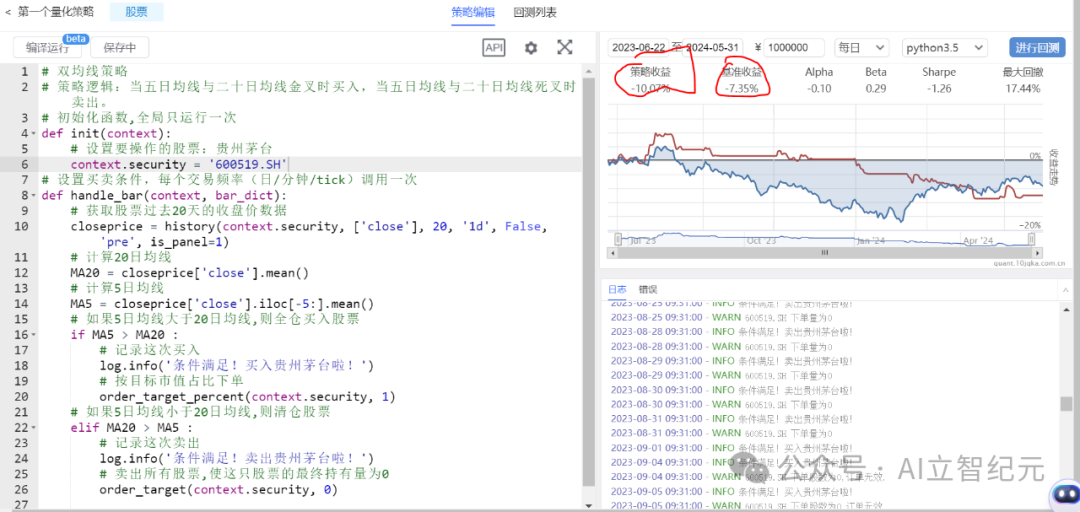 < 第一个量化策略 股票 策略编辑 回测列表
编译运行 beta 保存中 API
2023-06-22 至 2024-05-31 ¥ 1000000 每日 python3.5 进行回测
策略收益 基准收益 Alpha Beta Sharpe 最大回撤
-10.07% -7.35% -0.10 0.29 -1.26 17.44%
1 # 双均线策略
2 # 策略逻辑：当五日均线与二十日均线金叉时买入，当五日均线与二十日均线死叉时
卖出。
3 # 初始化函数,全局只运行一次
4 def init(context):
5 # 设置要操作的股票：贵州茅台
6 context.security = '600519.SH'
7 # 设置买卖条件，每个交易频率（日/分钟/tick）调用一次
8 def handle_bar(context, bar_dict):
9 # 获取股票过去20天的收盘价数据
10 closeprice = history(context.security, ['close'], 20, '1d', False,
'pre', is_panel=1)
11 # 计算20日均线
12 MA20 = closeprice['close'].mean()
13 # 计算5日均线
14 MA5 = closeprice['close'].iloc[-5:].mean()
15 # 如果5日均线大于20日均线,则全仓买入股票
16 if MA5 > MA20 :
17 # 记录这次买入
18 log.info('条件满足！买入贵州茅台啦！')
19 # 按目标市值占比下单
20 order_target_percent(context.security, 1)
21 # 如果5日均线小于20日均线,则清仓股票
22 elif MA20 > MA5 :
23 # 记录这次卖出
24 log.info('条件满足！卖出贵州茅台啦！')
25 # 卖出所有股票,使这只股票的最终持有量为0
26 order_target(context.security, 0)
27
0%
收益走势
-20%
Jul '23 Oct '23 Jan '24 Apr '24
quant.10jqka.com.cn
日志 错误
2023-08-25 09:31:00 - INFO 条件满足！卖出贵州茅台啦！
2023-08-25 09:31:00 - WARN 600519.SH 下单量为0
2023-08-28 09:31:00 - INFO 条件满足！卖出贵州茅台啦！
2023-08-28 09:31:00 - WARN 600519.SH 下单量为0
2023-08-29 09:31:00 - INFO 条件满足！卖出贵州茅台啦！
2023-08-29 09:31:00 - WARN 600519.SH 下单量为0
2023-08-30 09:31:00 - INFO 条件满足！卖出贵州茅台啦！
2023-08-30 09:31:00 - WARN 600519.SH 下单量为0
2023-08-31 09:31:00 - INFO 条件满足！卖出贵州茅台啦！
2023-08-31 09:31:00 - WARN 600519.SH 下单量为0
2023-09-01 09:31:00 - INFO 条件满足！买入贵州茅台啦！
2023-09-04 09:31:00 - INFO 条件满足！买入贵州茅台啦！
2023-09-04 09:31:00 - WARN 600519.SH 下单股数为0,订单无效.
2023-09-05 09:31:00 - INFO 条件满足！买入贵州茅台啦！
2023-09-05 09:31:00 - WARN 600519.SH 下单股数为0,订单无效.
公众号 · AI立智纪元